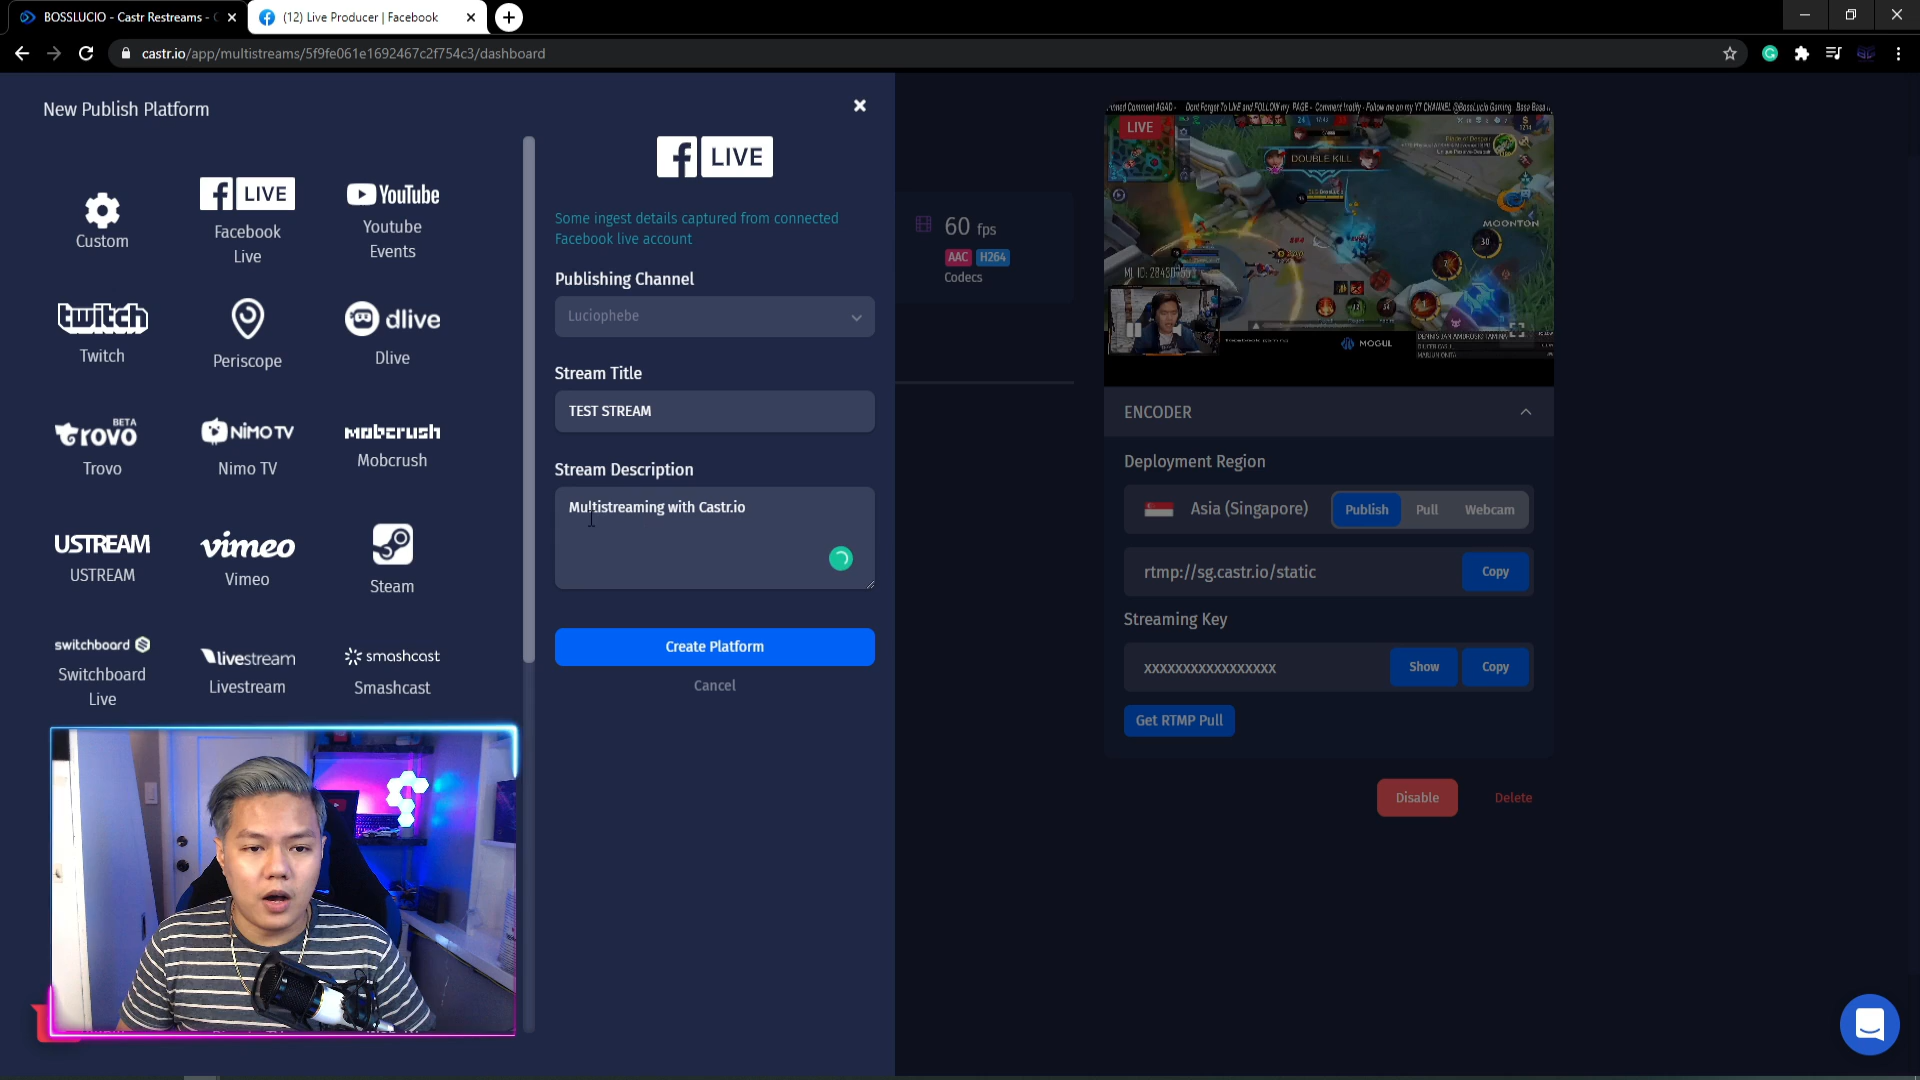 BOSSLUCIO - Castr Restreams -
(12) Live Producer | Facebook
castr.io/app/multistreams/5f9fe061e1692467c2f754c3/dashboard
New Publish Platform
Custom
LIVE
Facebook
Live
YouTube
Youtube
Events
twitch
Twitch
Periscope
dlive
Dlive
BETA
Trovo
Trovo
NIMO TV
Nimo TV
mobcrush
Mobcrush
USTREAM
USTREAM
vimeo
Vimeo
Steam
switchboard
Switchboard
Live
livestream
Livestream
smashcast
Smashcast
LIVE
Some ingest details captured from connected
Facebook live account
Publishing Channel
Luciophebe
Stream Title
TEST STREAM
Stream Description
Multistreaming with Castr.io
Create Platform
Cancel
60 fps
AAC H264
Codecs
LIVE
DOUBLE KILL
MOONTON
30
MOGUL
ENCODER
Deployment Region
Asia (Singapore)
Publish
Pull
Webcam
rtmp://sg.castr.io/static
Copy
Streaming Key
xxxxxxxxxxxxxxxxx
Show
Copy
Get RTMP Pull
Disable
Delete